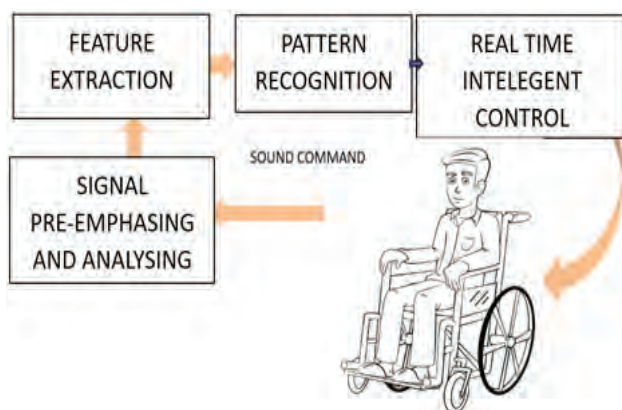 FEATURE
EXTRACTION
PATTERN
RECOGNITION
REAL TIME
INTELEGENT
CONTROL
SOUND COMMAND
SIGNAL
PRE-EMPHASING
AND ANALYSING